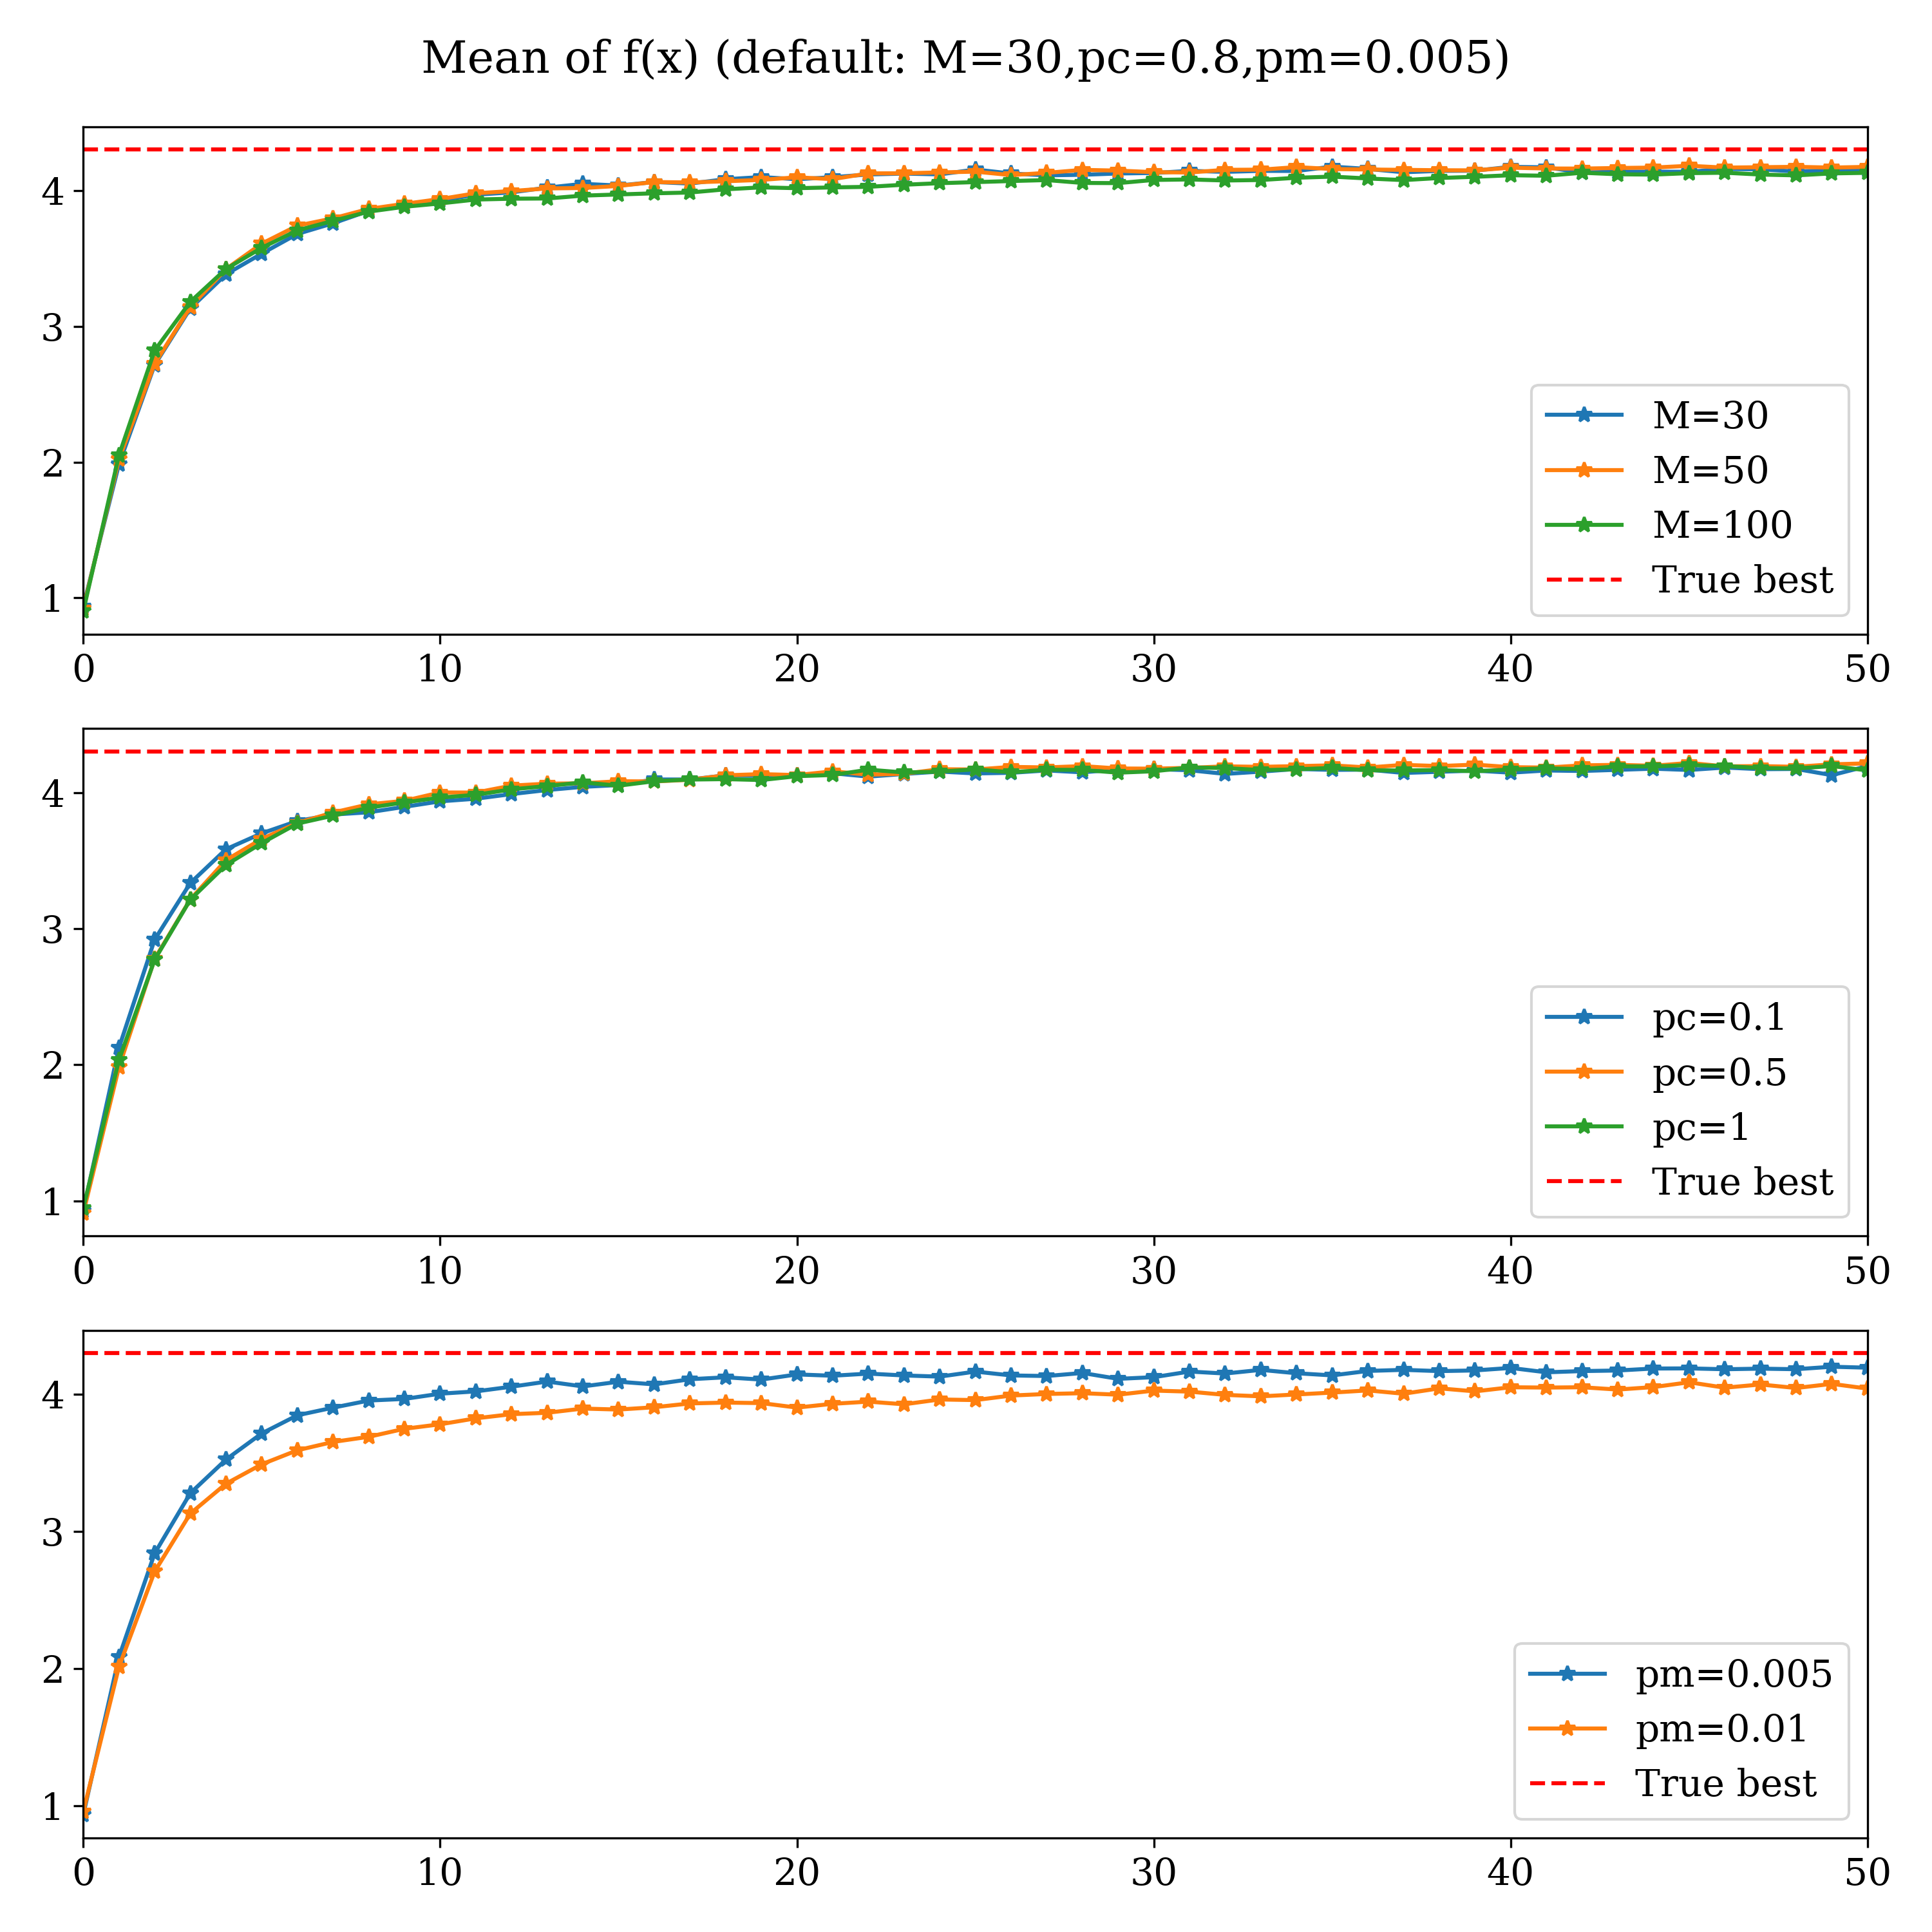 Mean of f(x) (default: M=30,pc=0.8,pm=0.005)
4
3
2
1
M=30
M=50
M=100
True best
0 10 20 30 40 50
4
3
2
1
pc=0.1
pc=0.5
pc=1
True best
0 10 20 30 40 50
4
3
2
1
pm=0.005
pm=0.01
True best
0 10 20 30 40 50